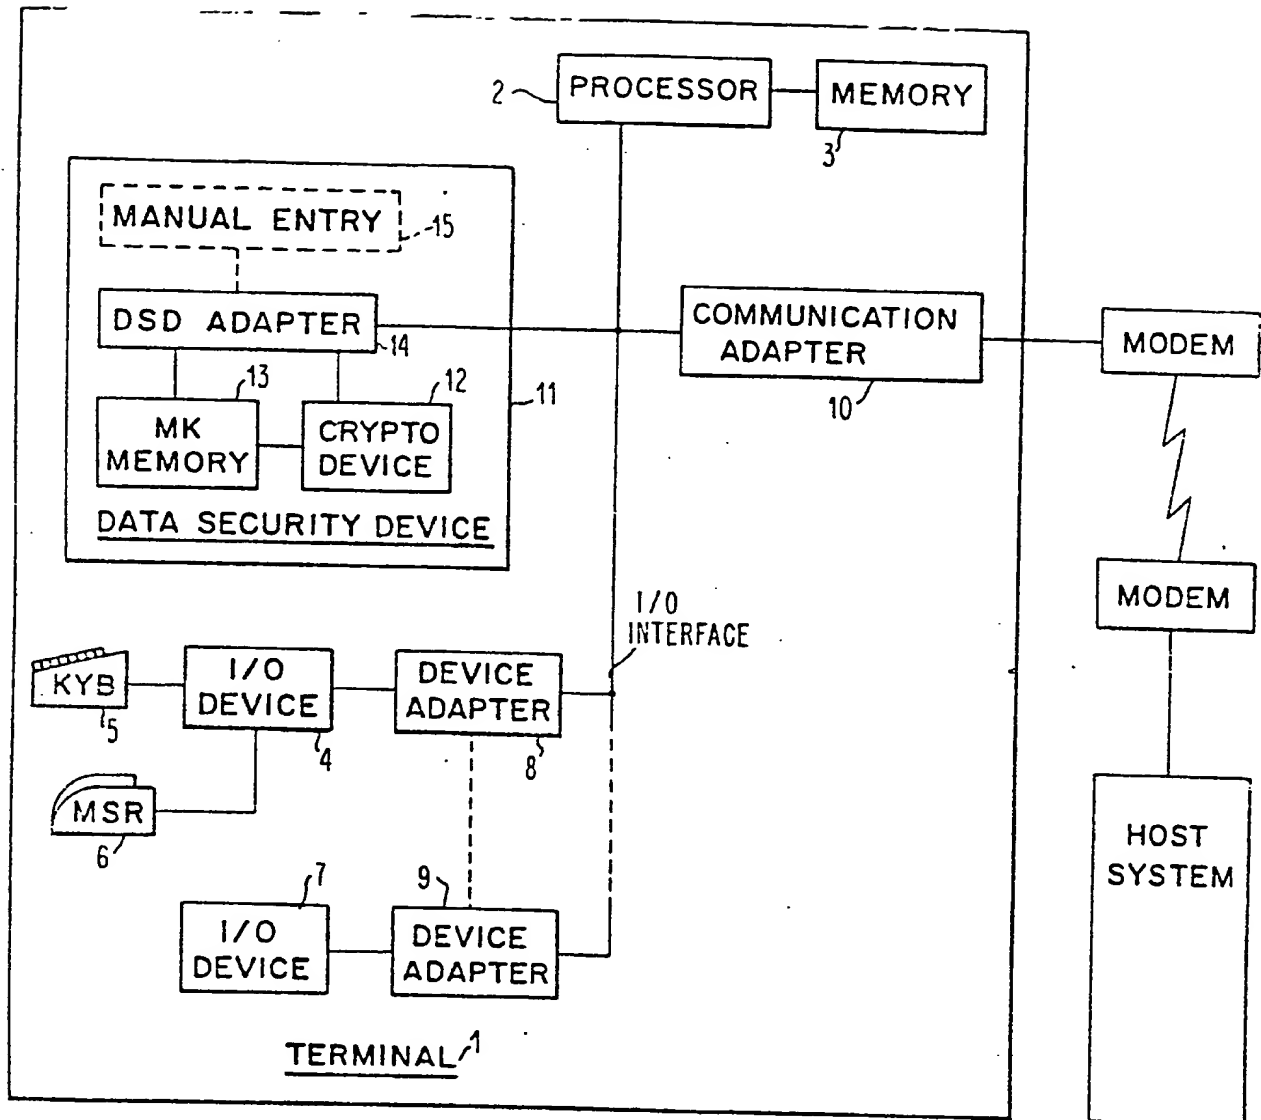 2
PROCESSOR
MEMORY
3
MANUAL ENTRY
15
DSD ADAPTER
14
13
12
11
MK
MEMORY
CRYPTO
DEVICE
DATA SECURITY DEVICE
COMMUNICATION
ADAPTER
10
MODEM
MODEM
I/O
INTERFACE
KYB
5
I/O
DEVICE
4
DEVICE
ADAPTER
8
MSR
6
7
I/O
DEVICE
9
DEVICE
ADAPTER
HOST
SYSTEM
TERMINAL 1